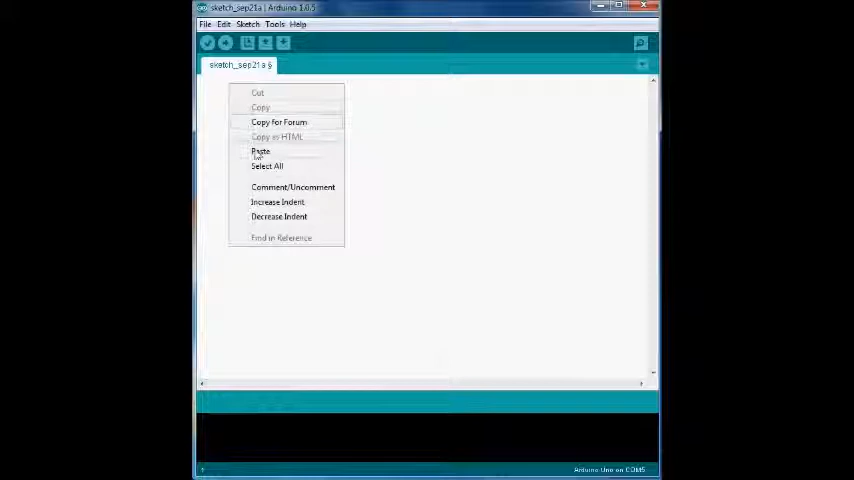 sketch_sep21a | Arduino 1.0.5
File Edit Sketch Tools Help
sketch_sep21a §
Cut
Copy
Copy for Forum
Copy as HTML
Paste
Select All
Comment/Uncomment
Increase Indent
Decrease Indent
Find in Reference
1
Arduino Uno on COM5